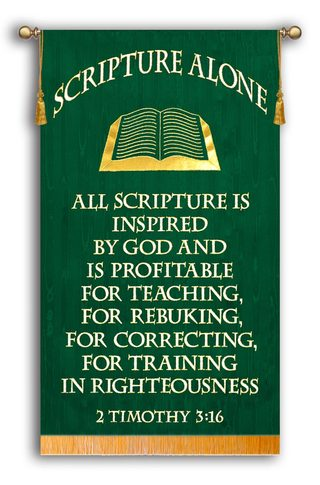 SCRIPTURE ALONE
ALL SCRIPTURE IS
INSPIRED
BY GOD AND
IS PROFITABLE
FOR TEACHING,
FOR REBUKING,
FOR CORRECTING,
FOR TRAINING
IN RIGHTEOUSNESS
2 TIMOTHY 3:16